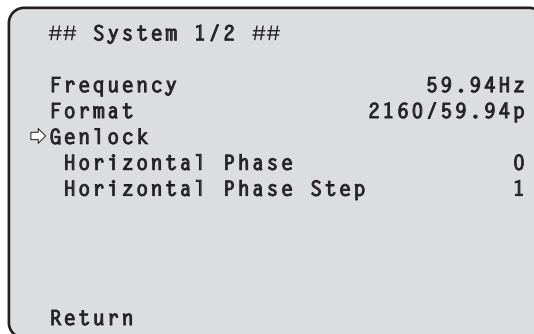 ## System 1/2 ##
Frequency 59.94Hz
Format 2160/59.94p
⇨Genlock
Horizontal Phase 0
Horizontal Phase Step 1
Return